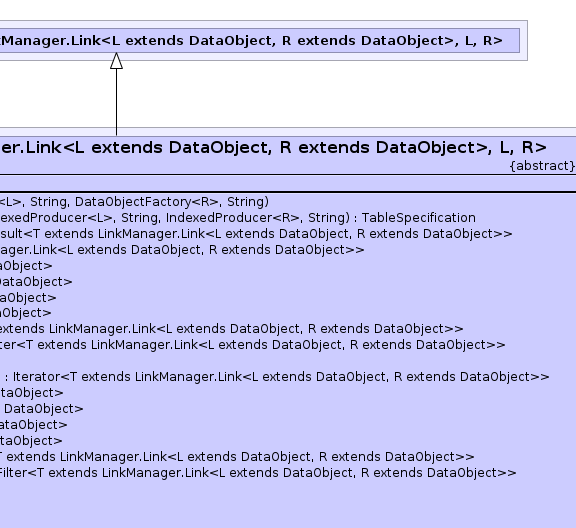 kManager.Link<L extends DataObject, R extends DataObject>, L, R>
er.Link<L extends DataObject, R extends DataObject>, L, R>
{abstract}
<L>, String, DataObjectFactory<R>, String)
exedProducer<L>, String, IndexedProducer<R>, String) : TableSpecification
sult<T extends LinkManager.Link<L extends DataObject, R extends DataObject>>
ager.Link<L extends DataObject, R extends DataObject>>
aObject>
DataObject>
aObject>
aObject>
extends LinkManager.Link<L extends DataObject, R extends DataObject>>
ter<T extends LinkManager.Link<L extends DataObject, R extends DataObject>>
: Iterator<T extends LinkManager.Link<L extends DataObject, R extends DataObject>>
taObject>
DataObject>
ataObject>
taObject>
T extends LinkManager.Link<L extends DataObject, R extends DataObject>>
Filter<T extends LinkManager.Link<L extends DataObject, R extends DataObject>>